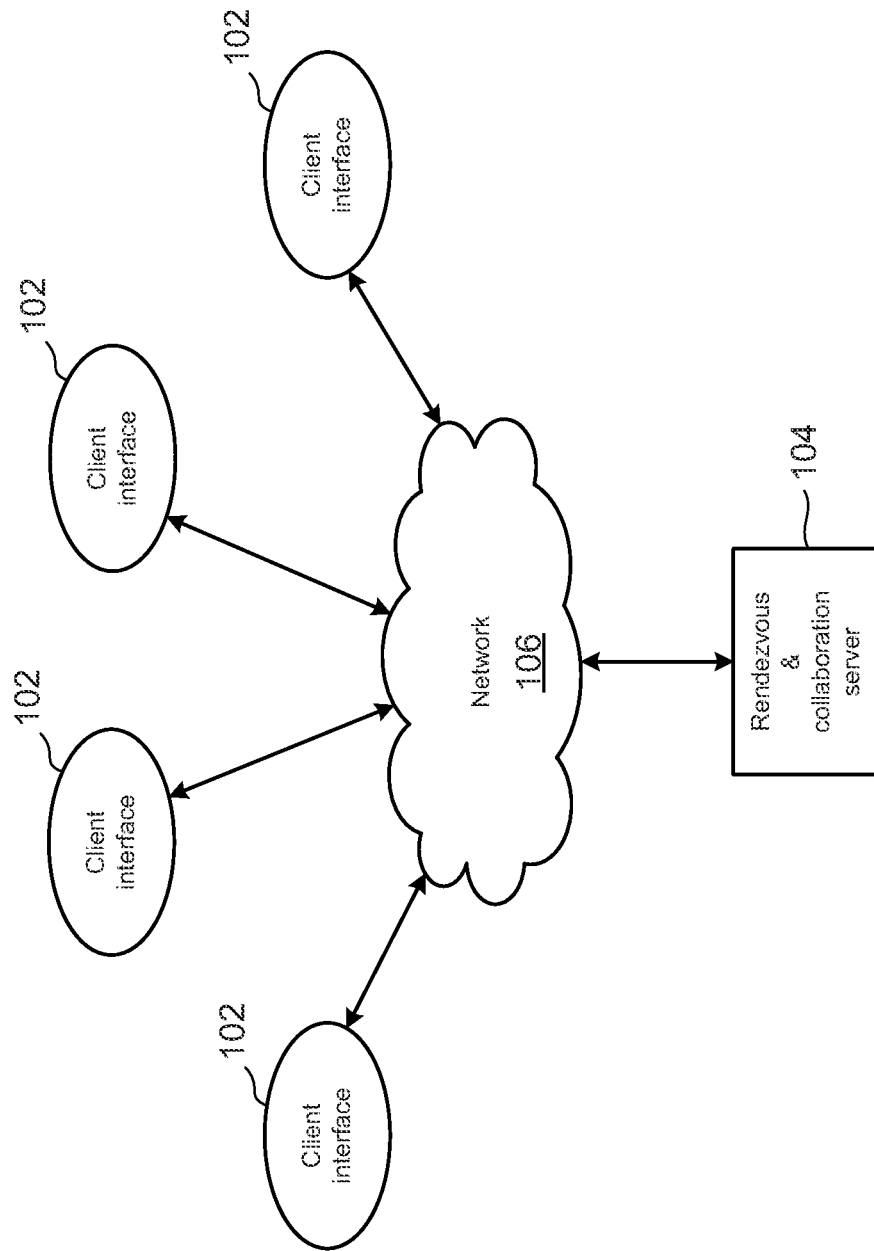 102
Client
interface
102
Client
interface
102
Client
interface
102
Client
interface
Network
106
104
Rendezvous
&
collaboration
server